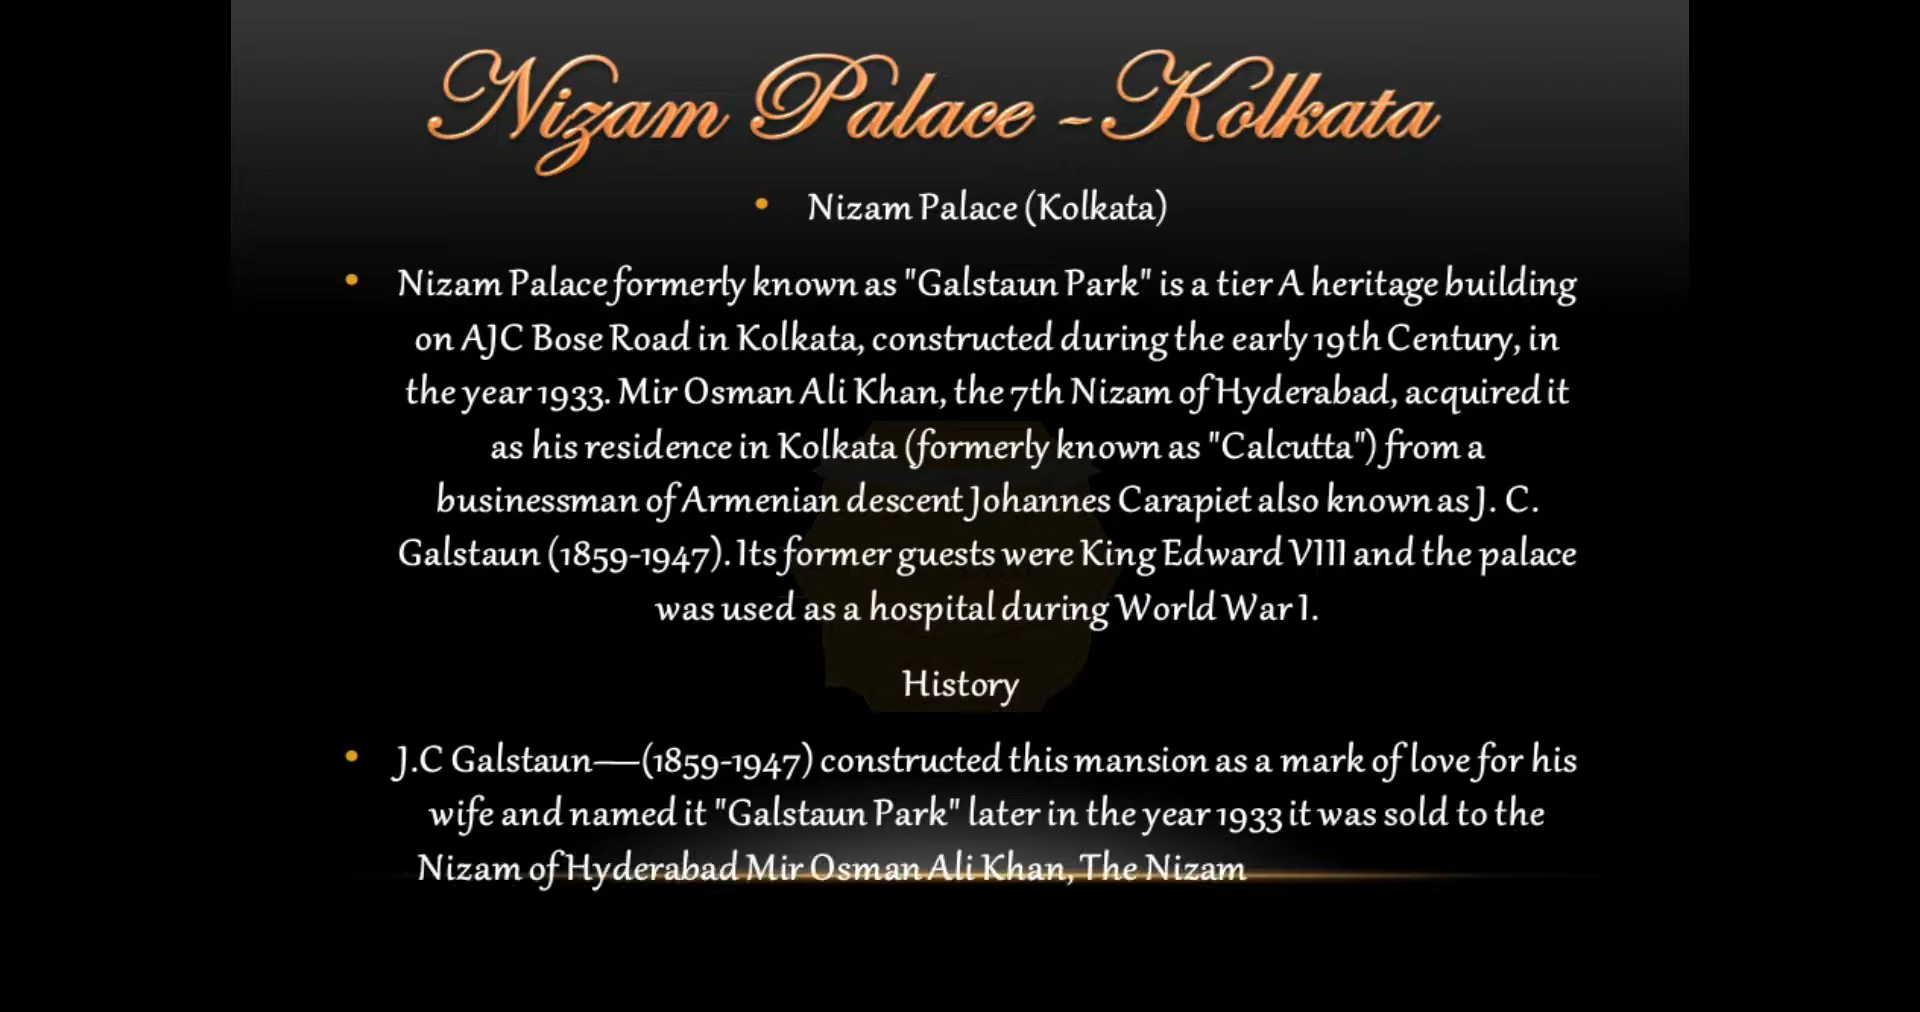 Nizam Palace -Kolkata
• Nizam Palace (Kolkata)
• Nizam Palace formerly known as "Galstaun Park" is a tier A heritage building
on AJC Bose Road in Kolkata, constructed during the early 19th Century, in
the year 1933. Mir Osman Ali Khan, the 7th Nizam of Hyderabad, acquired it
as his residence in Kolkata (formerly known as "Calcutta") from a
businessman of Armenian descent Johannes Carapiet also known as J. C.
Galstaun (1859-1947). Its former guests were King Edward VIII and the palace
was used as a hospital during World War I.
History
• J.C Galstaun—(1859-1947) constructed this mansion as a mark of love for his
wife and named it "Galstaun Park" later in the year 1933 it was sold to the
Nizam of Hyderabad Mir Osman Ali Khan, The Nizam